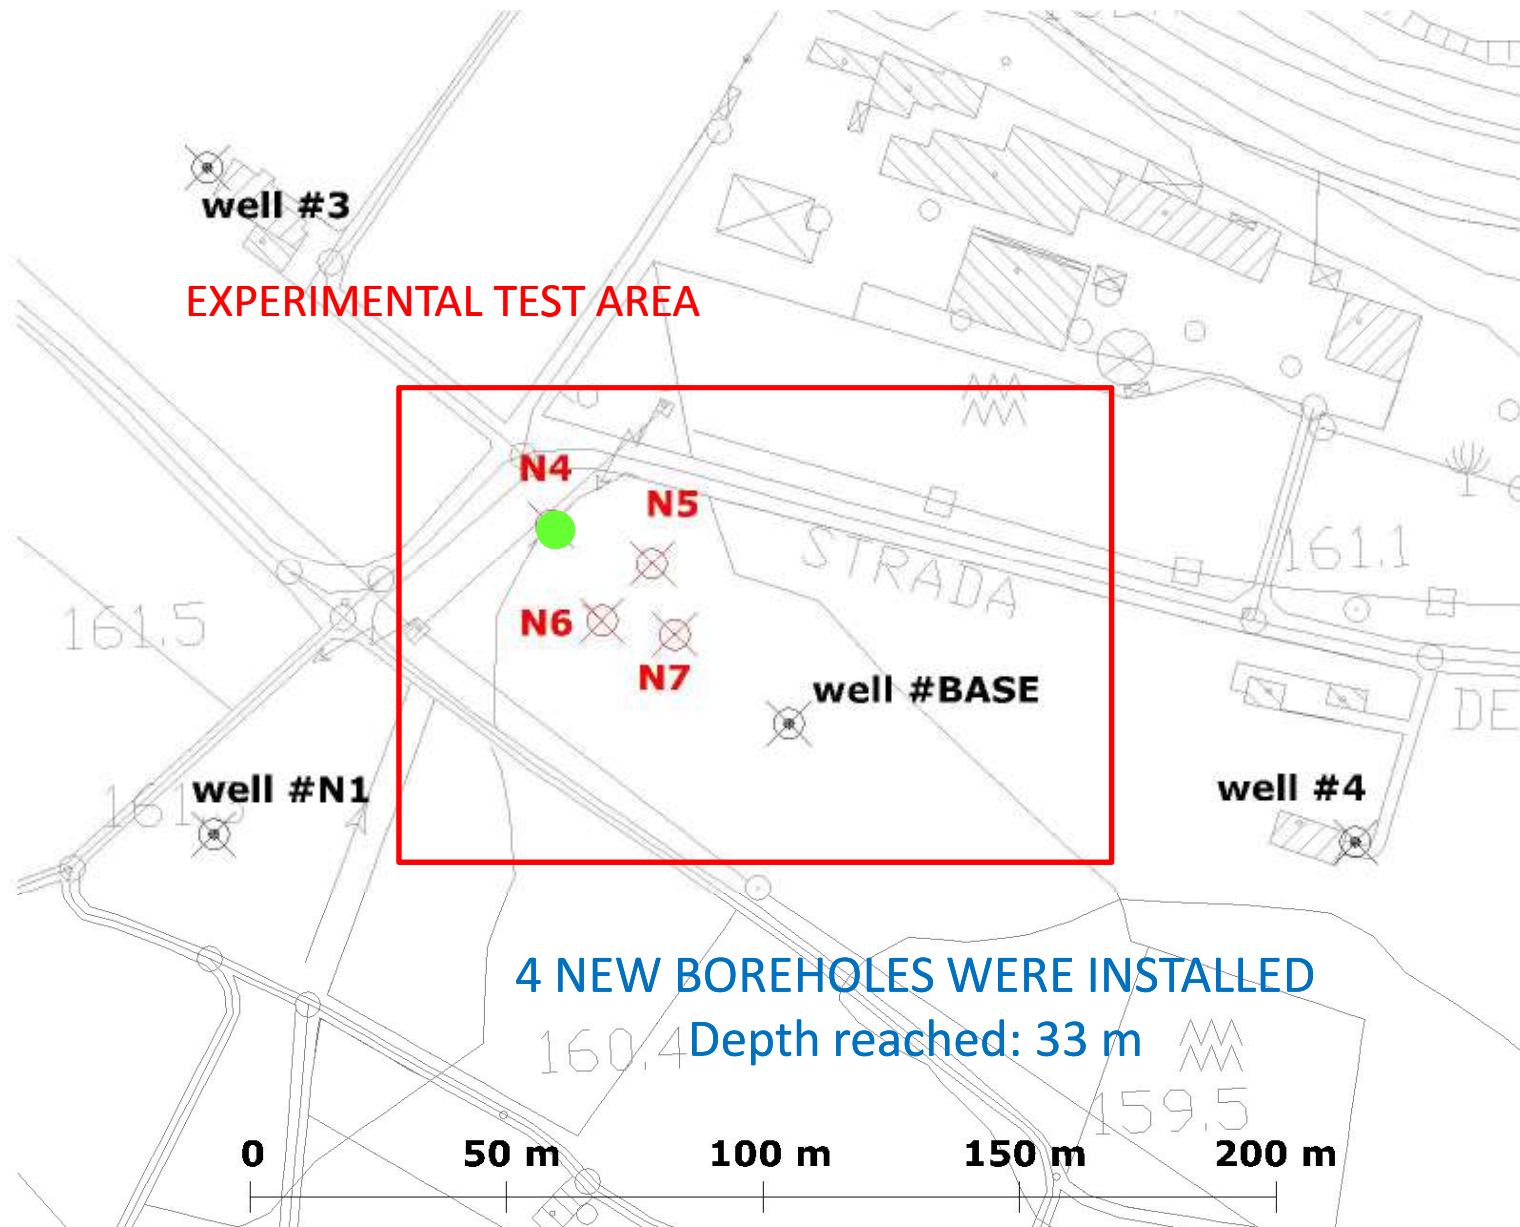 well #3
EXPERIMENTAL TEST AREA
N4
N5
STRADA
161.1
161.5
N6
N7
well #BASE
DE
well #N1
well #4
4 NEW BOREHOLES WERE INSTALLED
Depth reached: 33 m
160.4
159.5
0 50 m 100 m 150 m 200 m